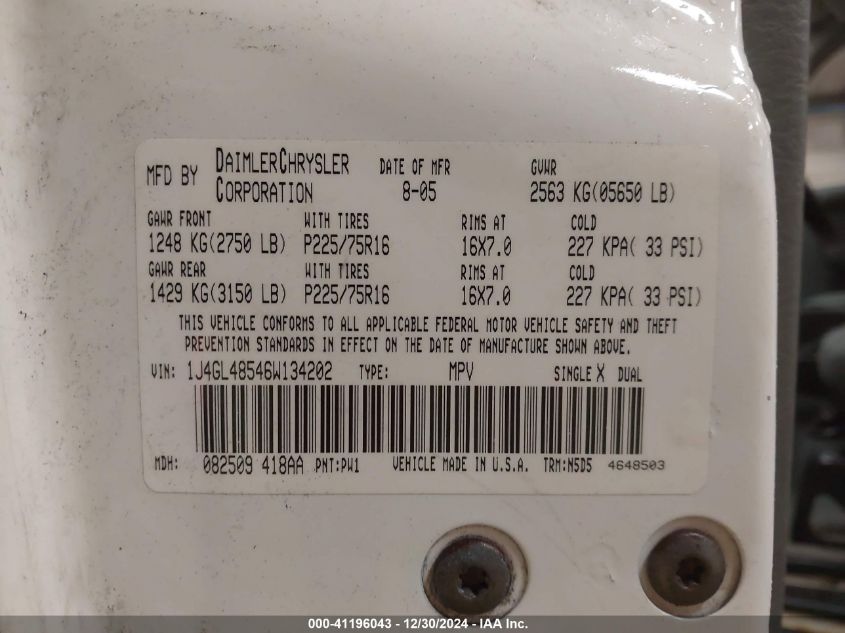 MFD BY DAIMLERCHRYSLER CORPORATION DATE OF MFR 8-05 GVWR 2563 KG(05650 LB)
GAWR FRONT WITH TIRES RIMS AT COLD
1248 KG(2750 LB) P225/75R16 16X7.0 227 KPA( 33 PSI)
GAWR REAR WITH TIRES RIMS AT COLD
1429 KG(3150 LB) P225/75R16 16X7.0 227 KPA( 33 PSI)
THIS VEHICLE CONFORMS TO ALL APPLICABLE FEDERAL MOTOR VEHICLE SAFETY AND THEFT
PREVENTION STANDARDS IN EFFECT ON THE DATE OF MANUFACTURE SHOWN ABOVE.
VIN: 1J4GL48546W134202 TYPE: MPV SINGLE X DUAL
MDH: 082509 418AA PNT:PW1 VEHICLE MADE IN U.S.A. TRM:N5D5 4648503
000-41196043 - 12/30/2024 - IAA Inc.